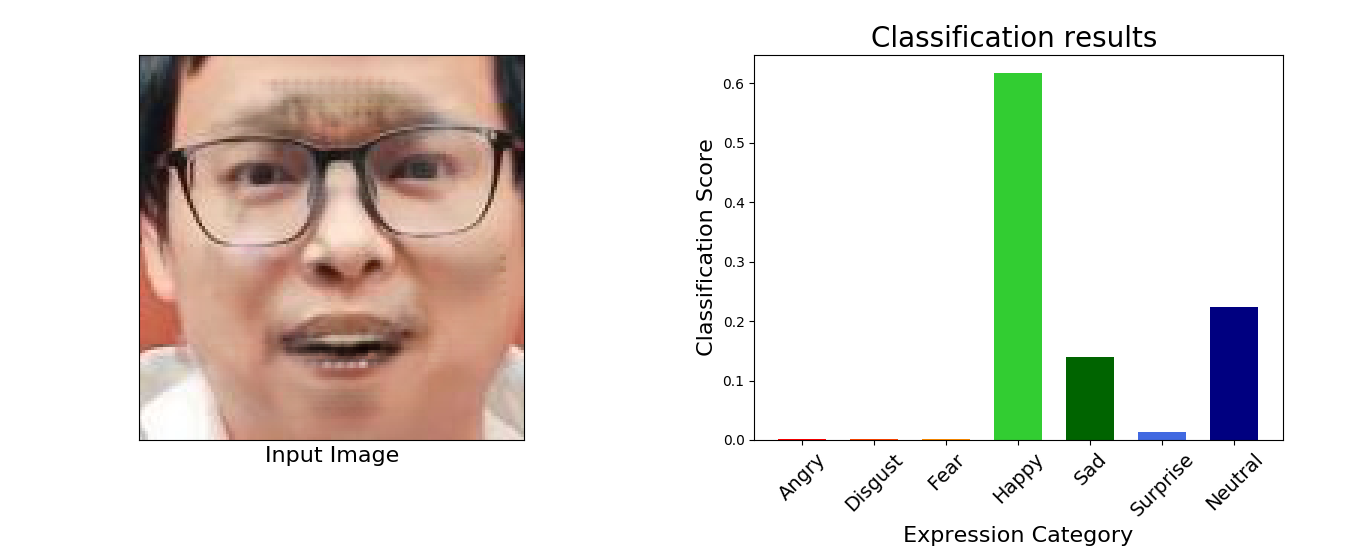 Classification results
Classification Score
0.6
0.5
0.4
0.3
0.2
0.1
0.0
Angry
Disgust
Fear
Happy
Sad
Surprise
Neutral
Expression Category
Input Image